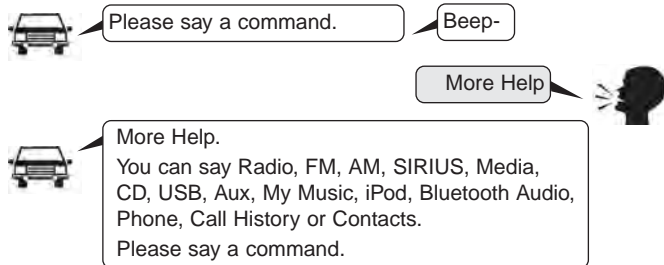 Please say a command.
Beep-
More Help
More Help.
You can say Radio, FM, AM, SIRIUS, Media,
CD, USB, Aux, My Music, iPod, Bluetooth Audio,
Phone, Call History or Contacts.
Please say a command.